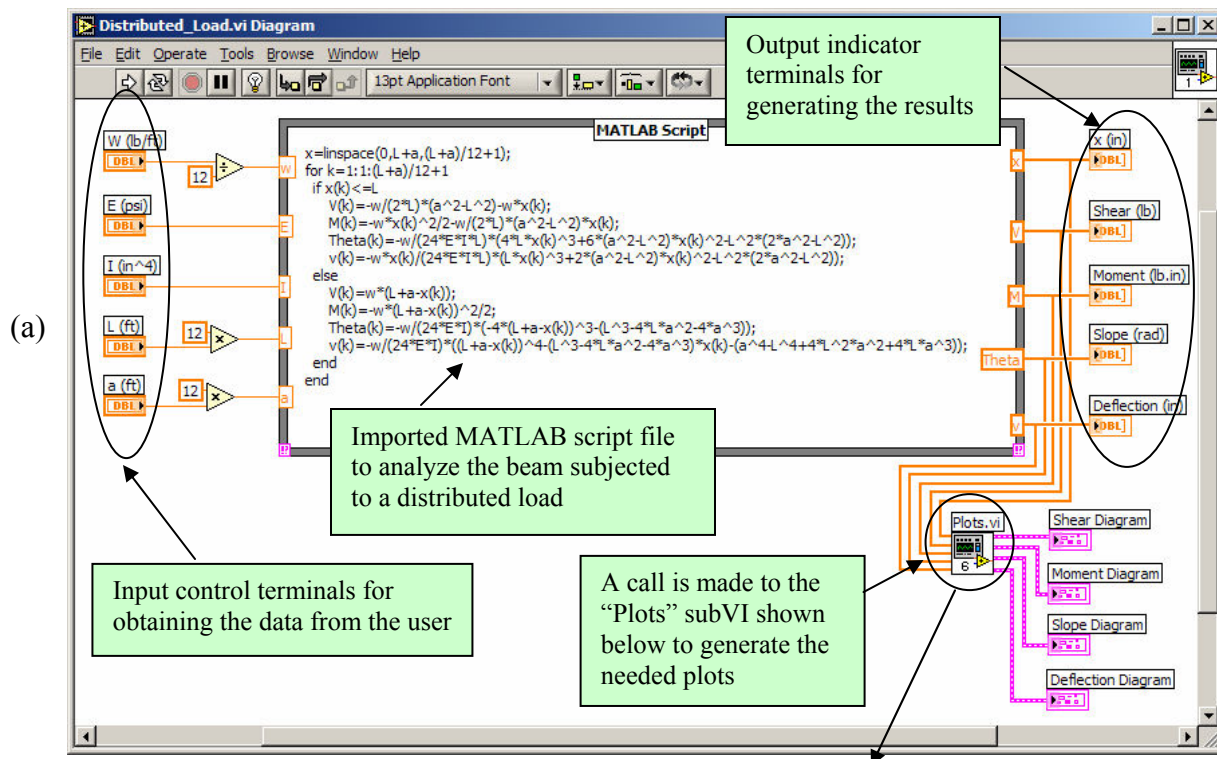 Distributed_Load.vi Diagram
File Edit Operate Tools Browse Window Help
13pt Application Font
1
Output indicator
terminals for
generating the results
(a)
W (lb/ft)
DBL
12
÷
E (psi)
DBL
I (in^4)
DBL
L (ft)
DBL
12
×
a (ft)
DBL
12
×
MATLAB Script
w
E
I
L
a
x=linspace(0,L+a,(L+a)/12+1);
for k=1:1:(L+a)/12+1
if x(k)<=L
V(k)=-w/(2*L)*(a^2-L^2)-w*x(k);
M(k)=-w*x(k)^2/2-w/(2*L)*(a^2-L^2)*x(k);
Theta(k)=-w/(24*E*I*L)*(4*L*x(k)^3+6*(a^2-L^2)*x(k)^2-L^2*(2*a^2-L^2));
v(k)=-w*x(k)/(24*E*I*L)*(L*x(k)^3+2*(a^2-L^2)*x(k)^2-L^2*(2*a^2-L^2));
else
V(k)=w*(L+a-x(k));
M(k)=-w*(L+a-x(k))^2/2;
Theta(k)=-w/(24*E*I)*(-4*(L+a-x(k))^3-(L^3-4*L*a^2-4*a^3));
v(k)=-w/(24*E*I)*((L+a-x(k))^4-(L^3-4*L*a^2-4*a^3)*x(k)-(a^4-L^4+4*L^2*a^2+4*L*a^3));
end
end
x
V
M
Theta
v
x (in)
DBL
Shear (lb)
DBL
Moment (lb.in)
DBL
Slope (rad)
DBL
Deflection (in)
DBL
!?
!?
Imported MATLAB script file
to analyze the beam subjected
to a distributed load
Input control terminals for
obtaining the data from the user
A call is made to the
“Plots” subVI shown
below to generate the
needed plots
Plots.vi
6
Shear Diagram
Moment Diagram
Slope Diagram
Deflection Diagram